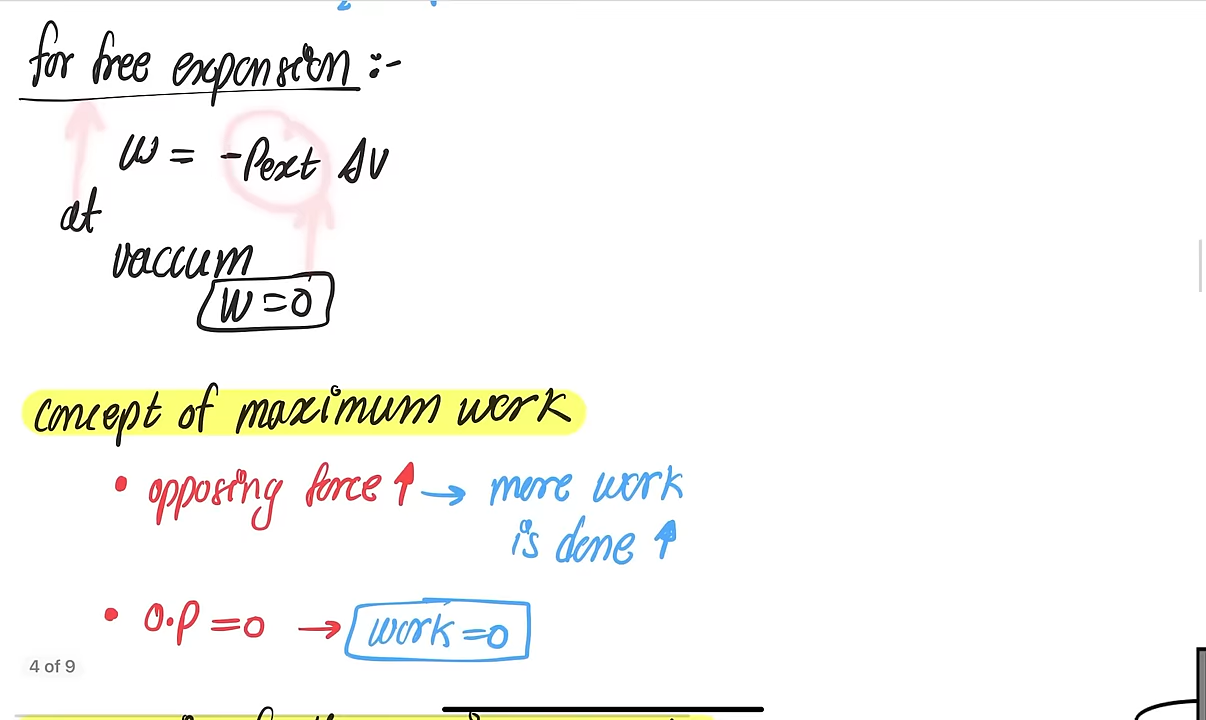 for free expansion :-
w = -Pext ΔV
at
vaccum
W=0
concept of maximum work
• opposing force ↑ → more work
is done ↑
• O.P =0 → work =0
4 of 9